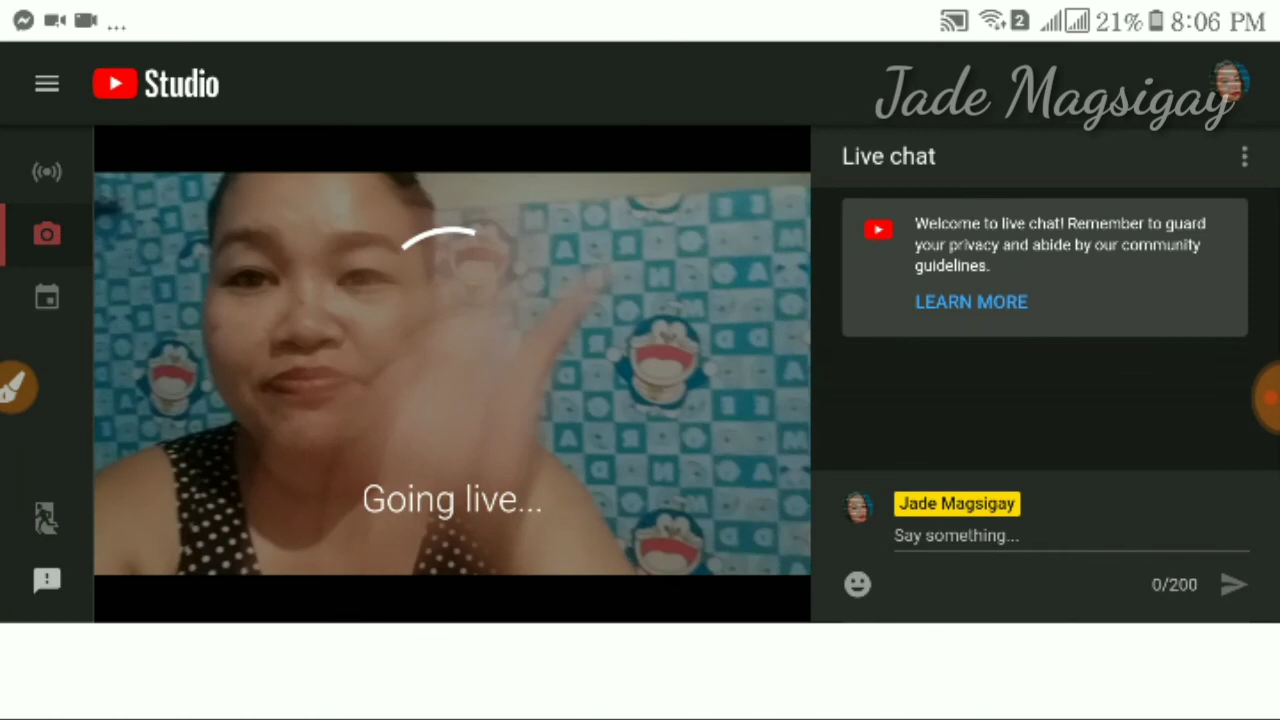 ... 2 21% 8:06 PM
Studio
Jade Magsigay
Live chat
Welcome to live chat! Remember to guard
your privacy and abide by our community
guidelines.
LEARN MORE
Going live...
Jade Magsigay
Say something...
0/200